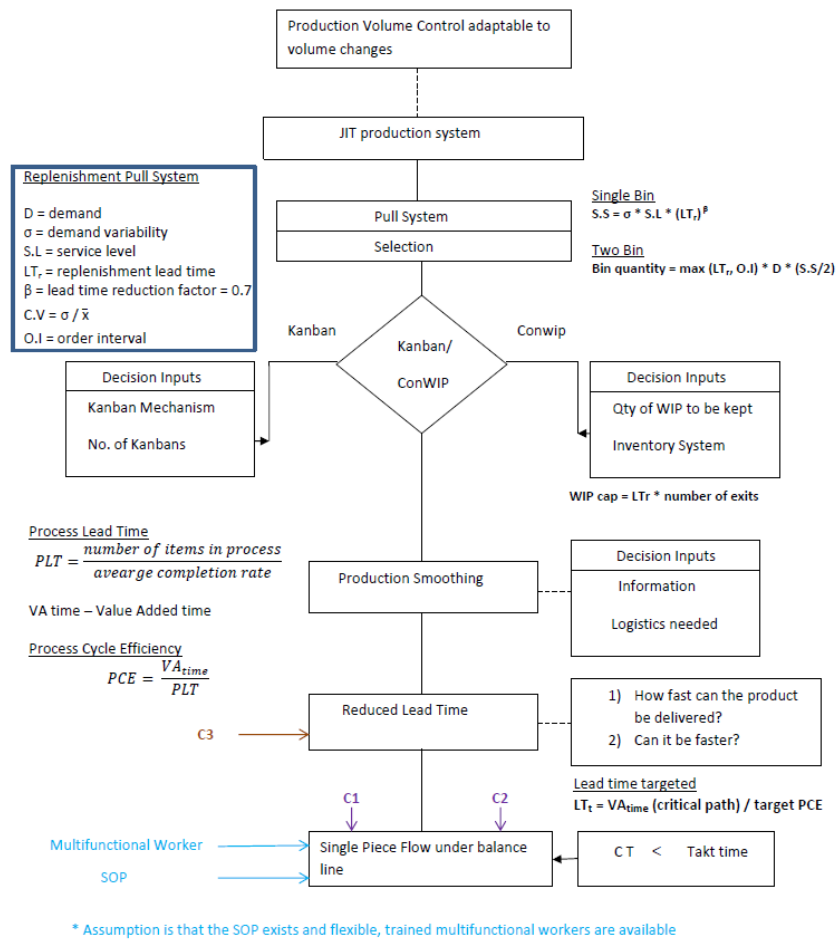 Production Volume Control adaptable to
volume changes
JIT production system
Replenishment Pull System
D = demand
σ = demand variability
S.L = service level
LTr = replenishment lead time
β = lead time reduction factor = 0.7
C.V = σ / x̄
O.I = order interval
Pull System
Selection
Single Bin
S.S = σ * S.L * (LTr)^β
Two Bin
Bin quantity = max (LTr, O.I) * D * (S.S/2)
Kanban
Conwip
Kanban/
ConWIP
Decision Inputs
Kanban Mechanism
No. of Kanbans
Decision Inputs
Qty of WIP to be kept
Inventory System
WIP cap = LTr * number of exits
Process Lead Time
PLT = number of items in process / avearge completion rate
VA time – Value Added time
Process Cycle Efficiency
PCE = VAtime / PLT
Production Smoothing
Decision Inputs
Information
Logistics needed
Reduced Lead Time
1) How fast can the product
be delivered?
2) Can it be faster?
C3
Lead time targeted
LTt = VAtime (critical path) / target PCE
C1
C2
Multifunctional Worker
SOP
Single Piece Flow under balance
line
C T < Takt time
* Assumption is that the SOP exists and flexible, trained multifunctional workers are available